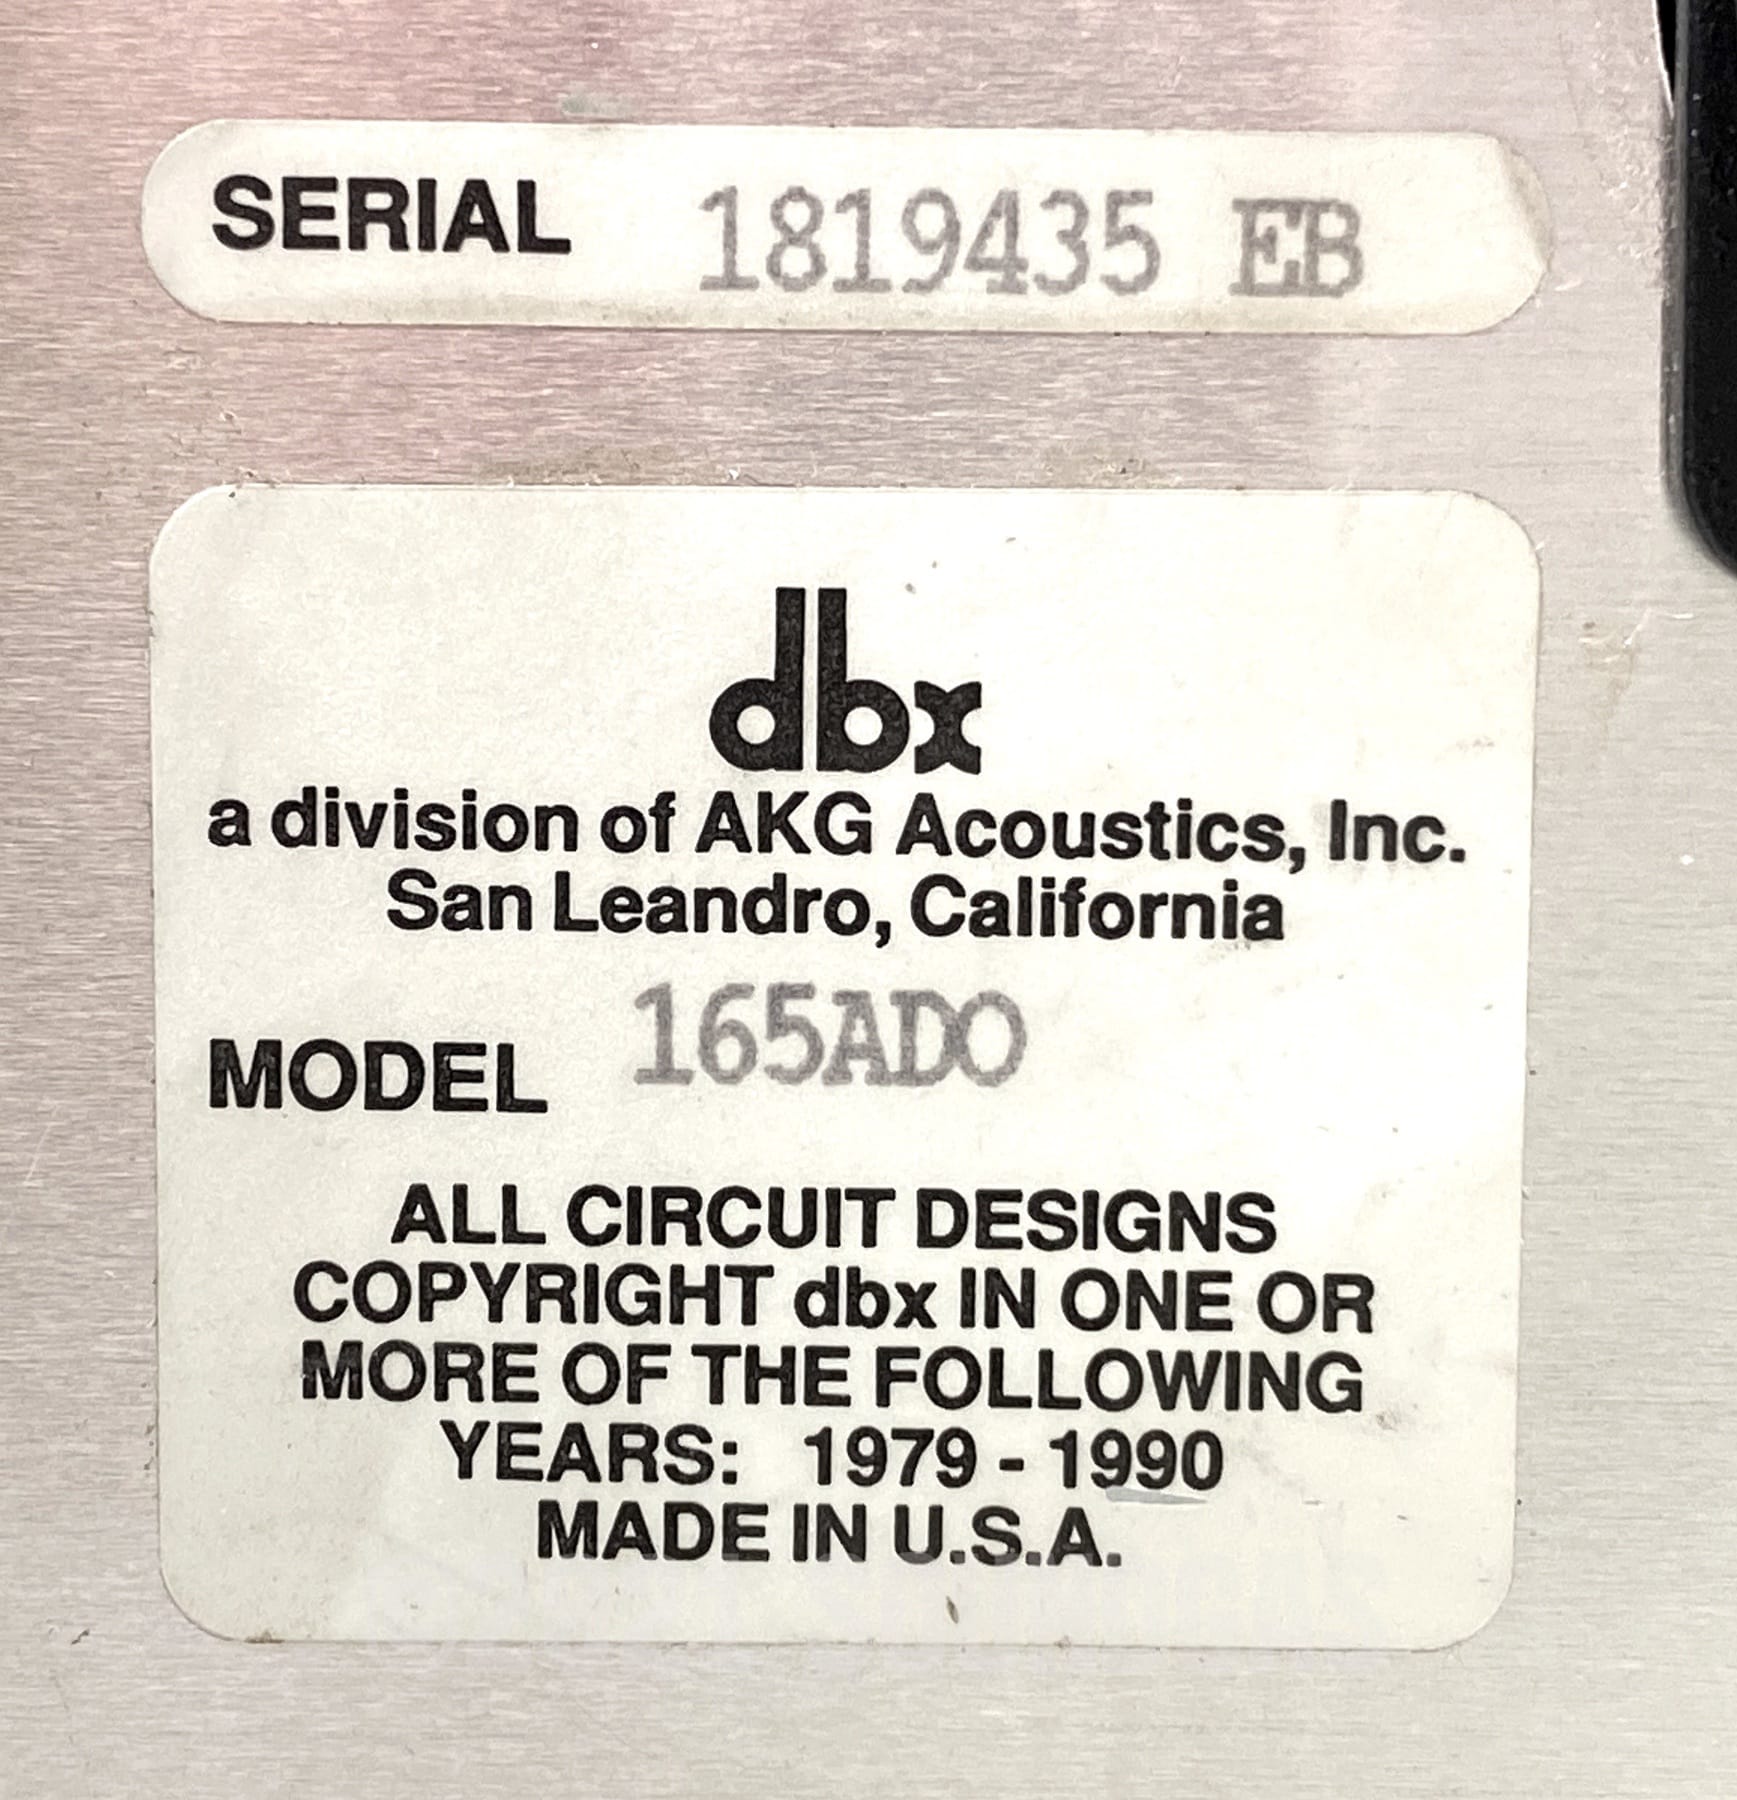 SERIAL 1819435 EB
dbx
a division of AKG Acoustics, Inc.
San Leandro, California
MODEL 165ADO
ALL CIRCUIT DESIGNS
COPYRIGHT dbx IN ONE OR
MORE OF THE FOLLOWING
YEARS: 1979 - 1990
MADE IN U.S.A.